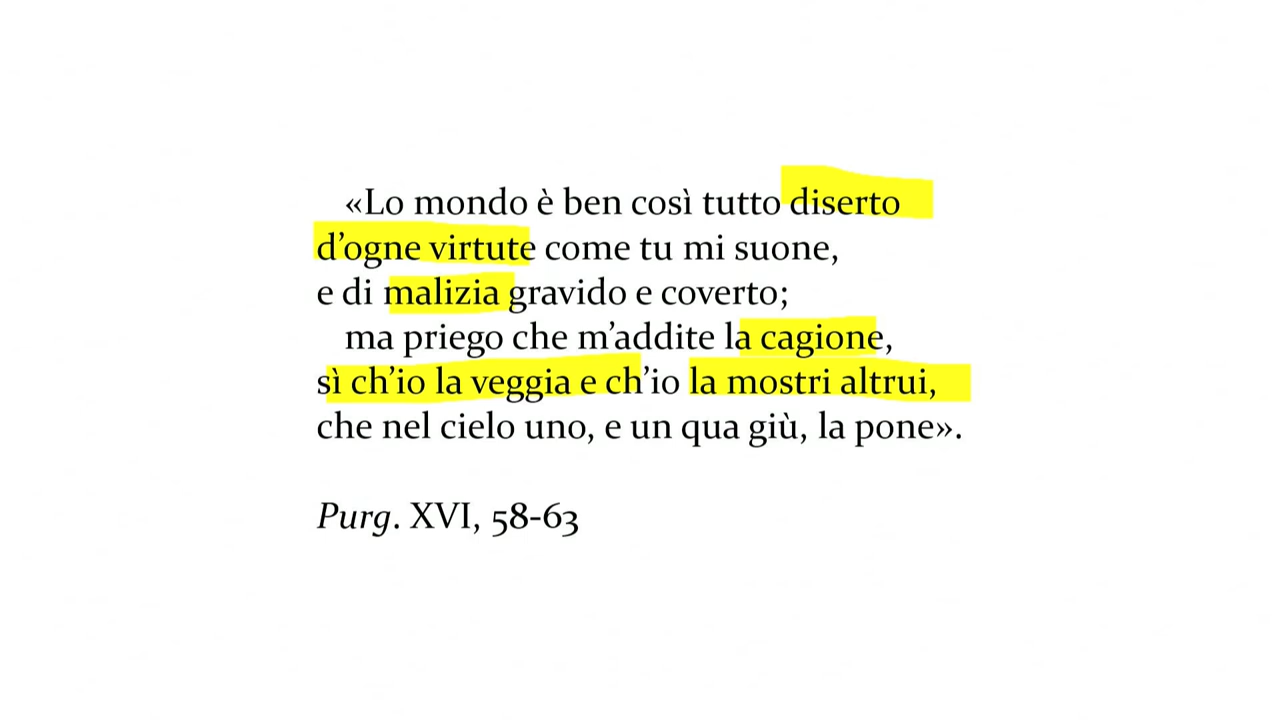 «Lo mondo è ben così tutto diserto
d’ogne virtute come tu mi suone,
e di malizia gravido e coverto;
ma priego che m’addite la cagione,
sì ch’io la veggia e ch’io la mostri altrui,
che nel cielo uno, e un qua giù, la pone».
Purg. XVI, 58-63